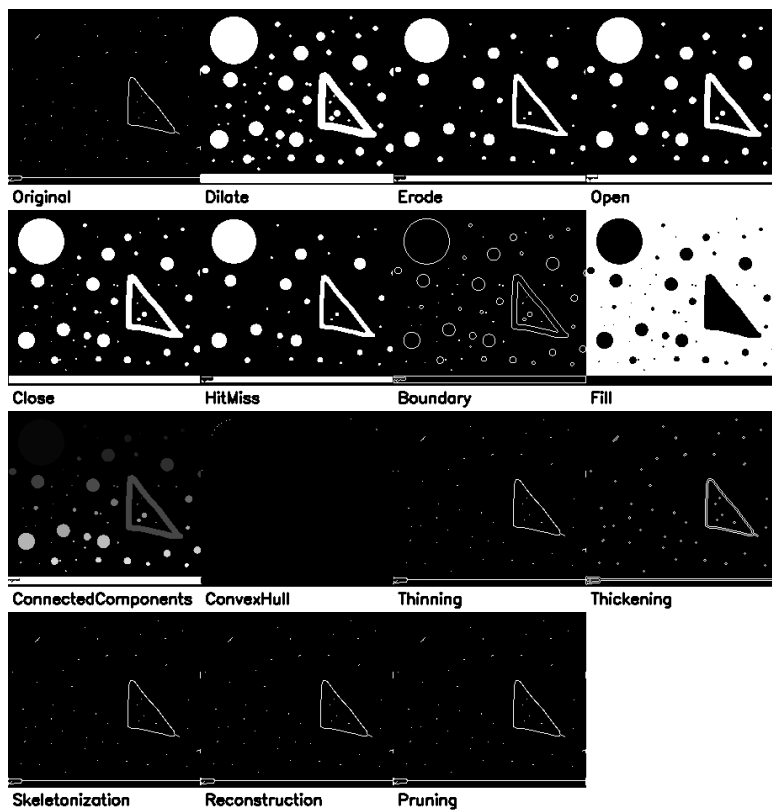 Original Dilate Erode Open
Close HitMiss Boundary Fill
ConnectedComponents ConvexHull Thinning Thickening
Skeletonization Reconstruction Pruning